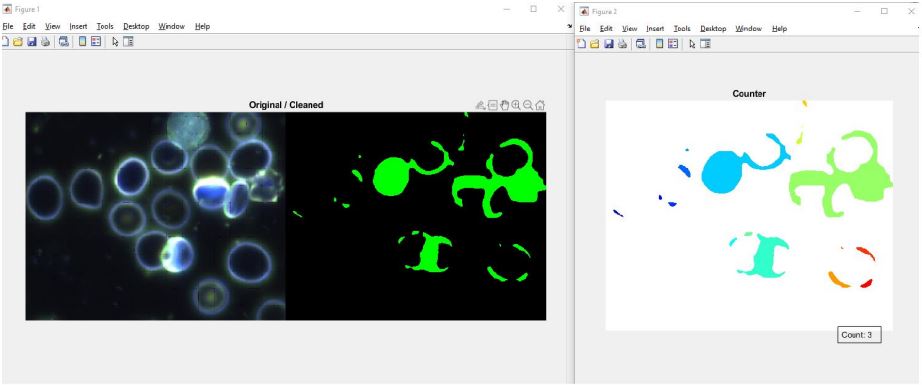 Figure 1
File Edit View Insert Tools Desktop Window Help
Original / Cleaned
Figure 2
File Edit View Insert Tools Desktop Window Help
Counter
Count: 3